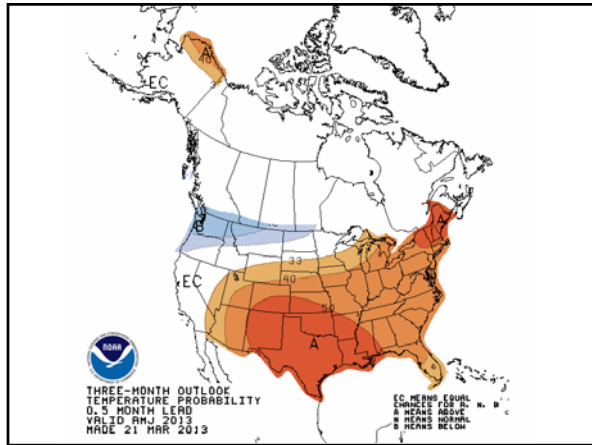 A
40
EC
B
A
33
EC
40
50
A
NOAA
THREE-MONTH OUTLOOK
TEMPERATURE PROBABILITY
0.5 MONTH LEAD
VALID AMJ 2013
MADE 21 MAR 2013
EC MEANS EQUAL
CHANCES FOR A, N, B
A MEANS ABOVE
N MEANS NORMAL
B MEANS BELOW